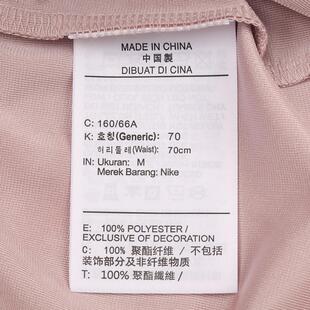 MADE IN CHINA
中国製
DIBUAT DI CINA
C: 160/66A
K: 호칭(Generic): 70
허리둘레(Waist): 70cm
IN: Ukuran: M
Merek Barang: Nike
E: 100% POLYESTER /
EXCLUSIVE OF DECORATION
C: 100% 聚酯纤维 / 不包括
装饰部分及非纤维物质
T: 100% 聚酯纖維 /